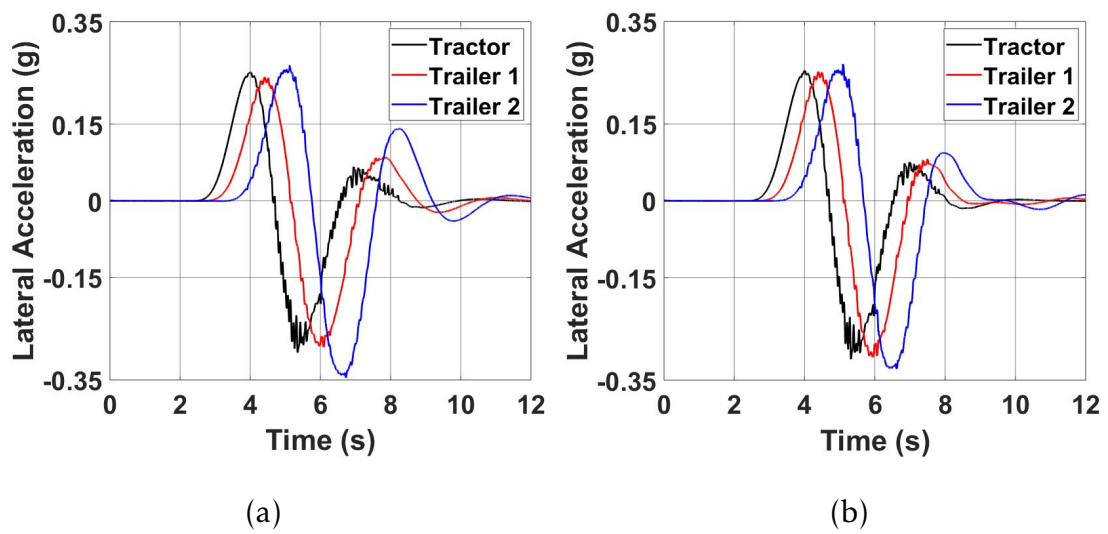 0.35
0.15
0
-0.15
-0.35
Lateral Acceleration (g)
Tractor
Trailer 1
Trailer 2
0 2 4 6 8 10 12
Time (s)
(a)
0.35
0.15
0
-0.15
-0.35
Lateral Acceleration (g)
Tractor
Trailer 1
Trailer 2
0 2 4 6 8 10 12
Time (s)
(b)